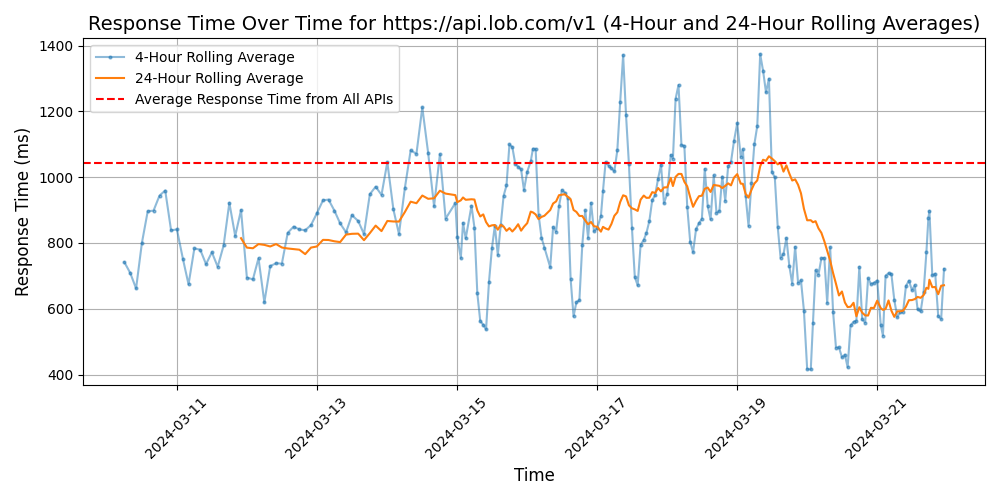 Response Time Over Time for https://api.lob.com/v1 (4-Hour and 24-Hour Rolling Averages)
4-Hour Rolling Average
24-Hour Rolling Average
Average Response Time from All APIs
Response Time (ms)
1400
1200
1000
800
600
400
2024-03-11
2024-03-13
2024-03-15
2024-03-17
2024-03-19
2024-03-21
Time